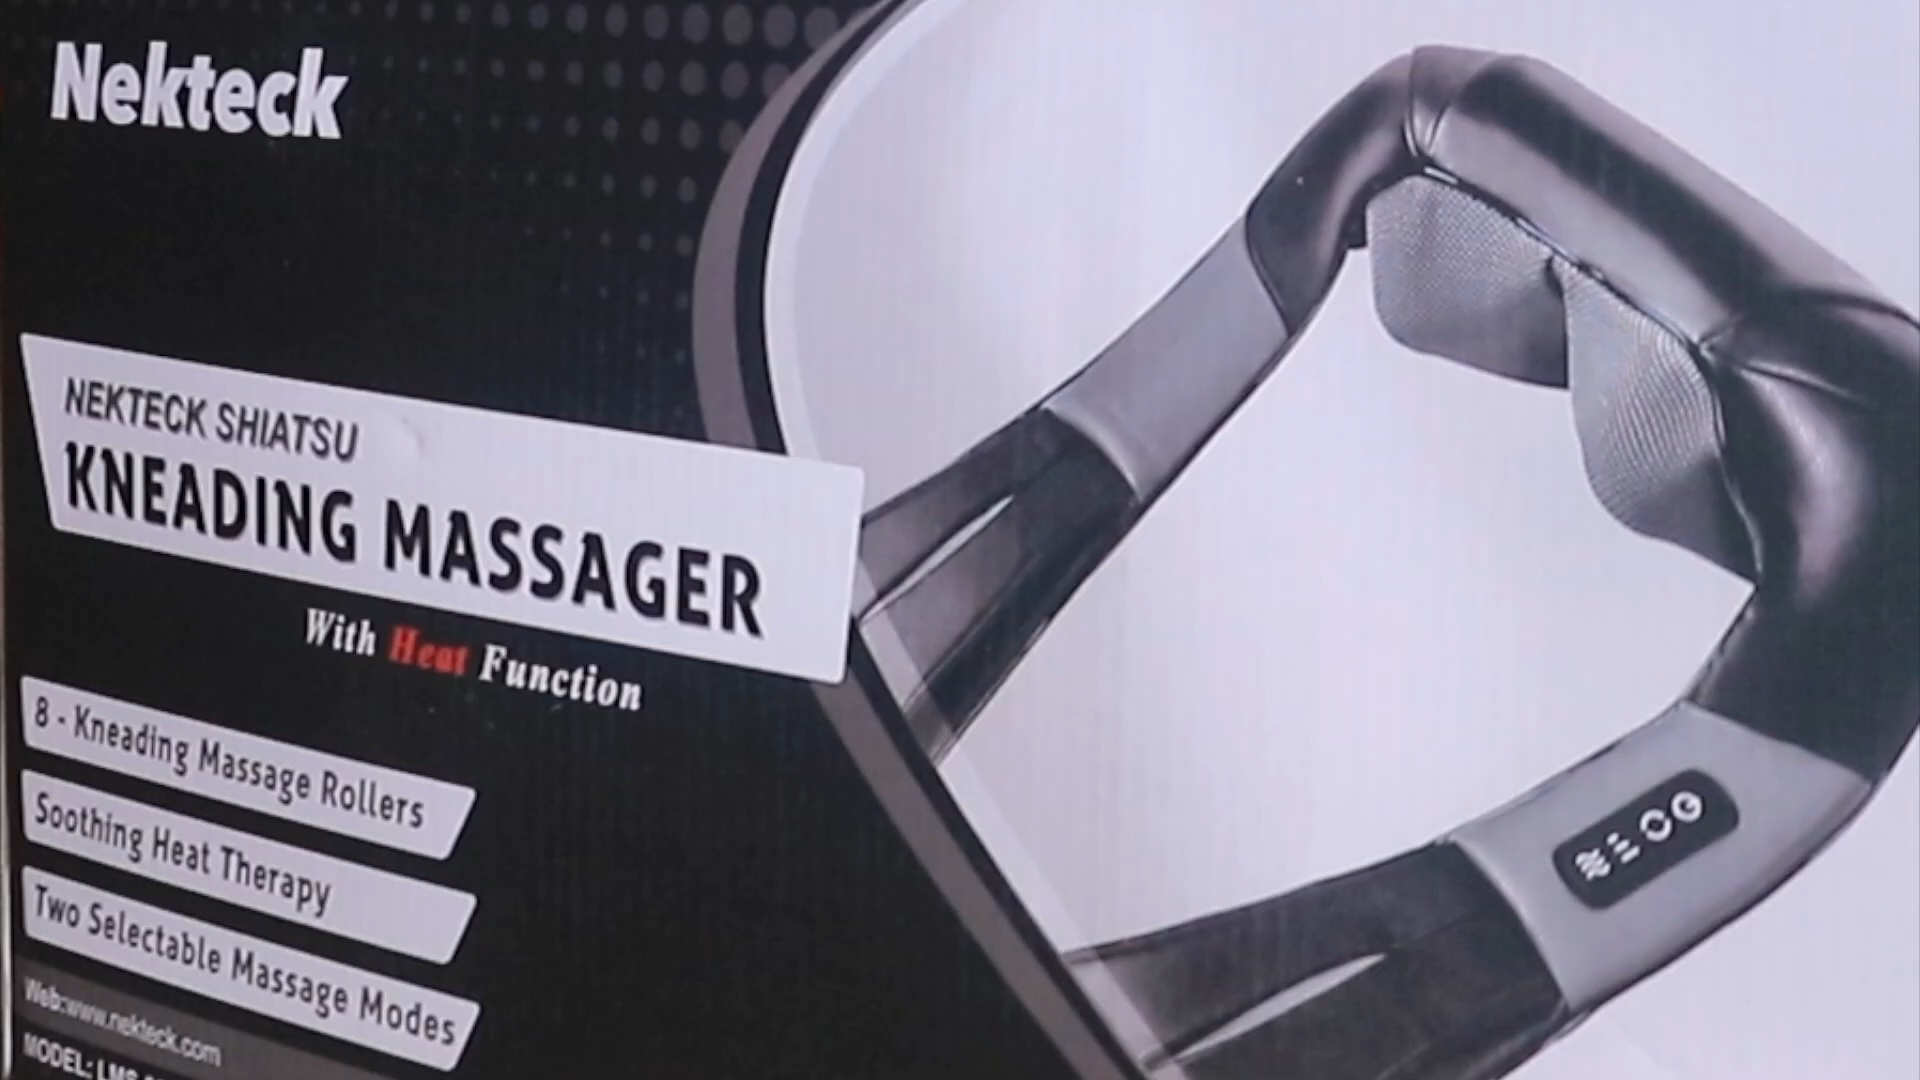 Nekteck
NEKTECK SHIATSU
KNEADING MASSAGER
With Heat Function
8 - Kneading Massage Rollers
Soothing Heat Therapy
Two Selectable Massage Modes
Web:www.nekteck.com
MODEL: